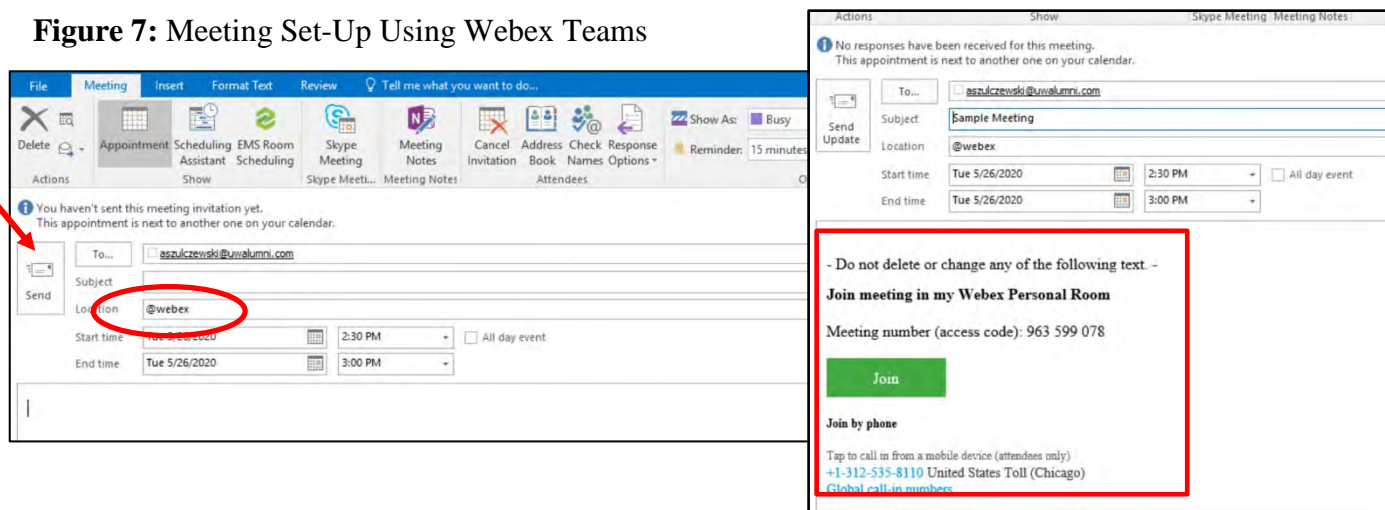 Figure 7: Meeting Set-Up Using Webex Teams
File Meeting Insert Format Text Review Tell me what you want to do...
Delete Appointment Scheduling Assistant EMS Room Scheduling Skype Meeting Meeting Notes Cancel Invitation Address Book Check Names Response Options Show As: Busy
Reminder: 15 minutes
Actions Show Skype Meeti... Meeting Notes Attendees
You haven't sent this meeting invitation yet.
This appointment is next to another one on your calendar.
Send
To... aszulczewski@uwalumni.com
Subject
Location @webex
Start time Tue 5/26/2020 2:30 PM All day event
End time Tue 5/26/2020 3:00 PM
Actions Show Skype Meeting Meeting Notes
No responses have been received for this meeting.
This appointment is next to another one on your calendar.
Send Update
To... aszulczewski@uwalumni.com
Subject Sample Meeting
Location @webex
Start time Tue 5/26/2020 2:30 PM All day event
End time Tue 5/26/2020 3:00 PM
- Do not delete or change any of the following text. -
Join meeting in my Webex Personal Room
Meeting number (access code): 963 599 078
Join
Join by phone
Tap to call in from a mobile device (attendees only)
+1-312-535-8110 United States Toll (Chicago)
Global call-in numbers